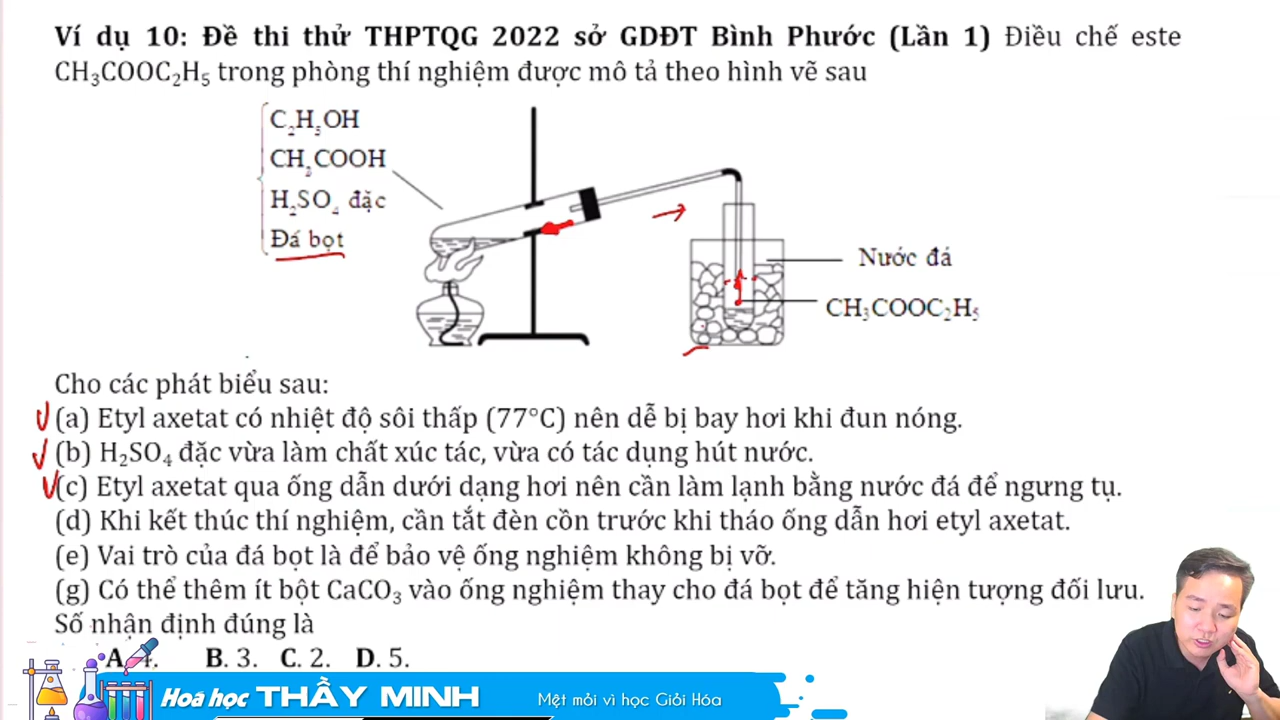 Ví dụ 10: Đề thi thử THPTQG 2022 sở GDĐT Bình Phước (Lần 1) Điều chế este
CH₃COOC₂H₅ trong phòng thí nghiệm được mô tả theo hình vẽ sau
C₂H₅OH
CH₃COOH
H₂SO₄ đặc
Đá bọt
Nước đá
CH₃COOC₂H₅
Cho các phát biểu sau:
(a) Etyl axetat có nhiệt độ sôi thấp (77°C) nên dễ bị bay hơi khi đun nóng.
(b) H₂SO₄ đặc vừa làm chất xúc tác, vừa có tác dụng hút nước.
(c) Etyl axetat qua ống dẫn dưới dạng hơi nên cần làm lạnh bằng nước đá để ngưng tụ.
(d) Khi kết thúc thí nghiệm, cần tắt đèn cồn trước khi tháo ống dẫn hơi etyl axetat.
(e) Vai trò của đá bọt là để bảo vệ ống nghiệm không bị vỡ.
(g) Có thể thêm ít bột CaCO₃ vào ống nghiệm thay cho đá bọt để tăng hiện tượng đối lưu.
Số nhận định đúng là
A. 4. B. 3. C. 2. D. 5.
Hoá học THẦY MINH Mệt mỏi vì học Giỏi Hóa